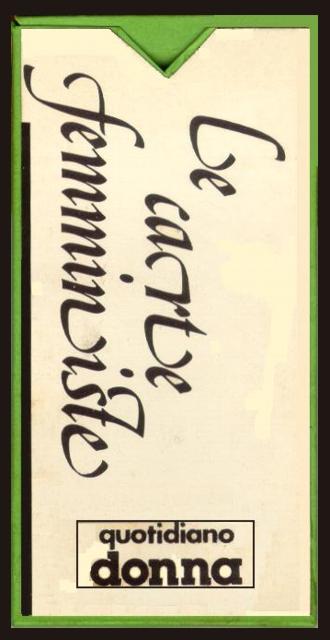 Le
carte
femministe
quotidiano
donna